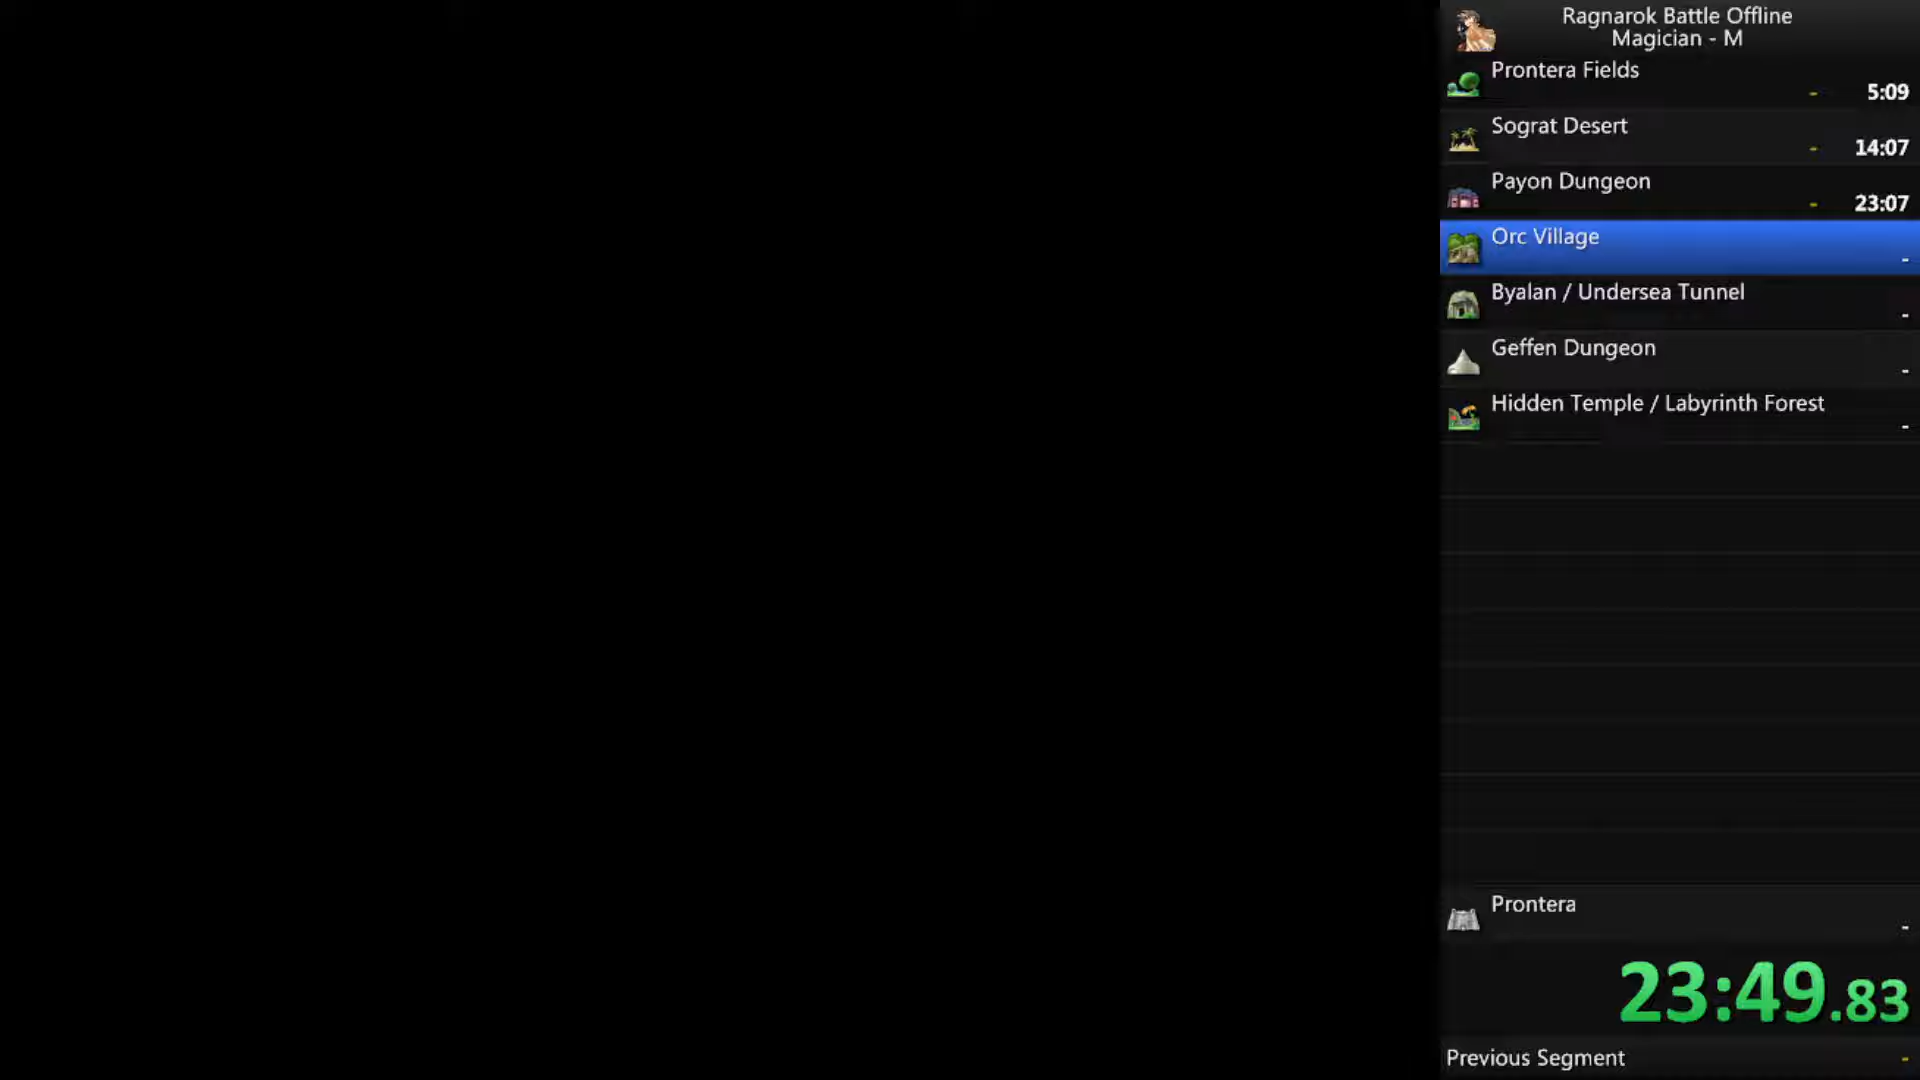 Ragnarok Battle Offline
Magician - M
Prontera Fields
- 5:09
Sograt Desert
- 14:07
Payon Dungeon
- 23:07
Orc Village
-
Byalan / Undersea Tunnel
-
Geffen Dungeon
-
Hidden Temple / Labyrinth Forest
-
Prontera
-
23:49.83
Previous Segment -